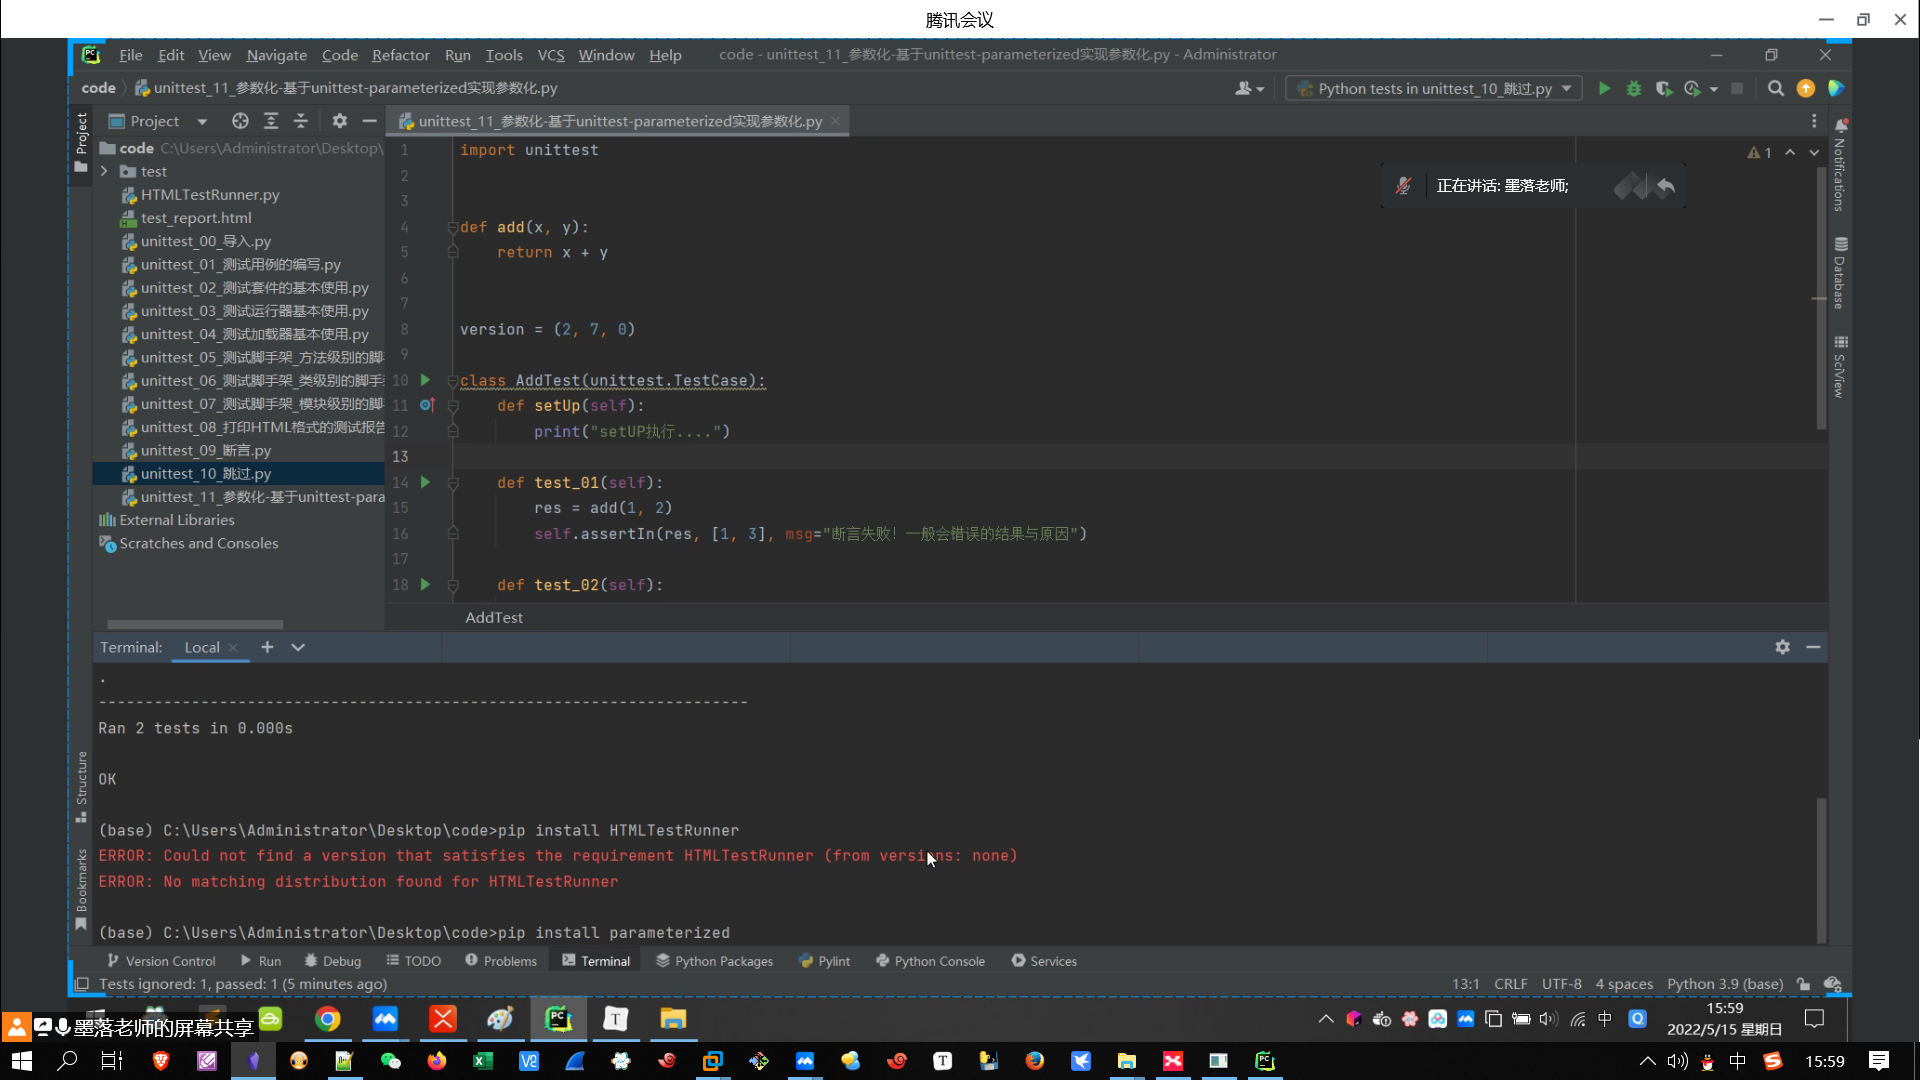 腾讯会议
File Edit View Navigate Code Refactor Run Tools VCS Window Help code - unittest_11_参数化-基于unittest-parameterized实现参数化.py - Administrator
code unittest_11_参数化-基于unittest-parameterized实现参数化.py
Python tests in unittest_10_跳过.py
Project
Project
unittest_11_参数化-基于unittest-parameterized实现参数化.py
code C:\Users\Administrator\Desktop\
test
HTMLTestRunner.py
test_report.html
unittest_00_导入.py
unittest_01_测试用例的编写.py
unittest_02_测试套件的基本使用.py
unittest_03_测试运行器基本使用.py
unittest_04_测试加载器基本使用.py
unittest_05_测试脚手架_方法级别的脚
unittest_06_测试脚手架_类级别的脚手
unittest_07_测试脚手架_模块级别的脚
unittest_08_打印HTML格式的测试报告
unittest_09_断言.py
unittest_10_跳过.py
unittest_11_参数化-基于unittest-para
External Libraries
Scratches and Consoles
1 import unittest
2
3
4 def add(x, y):
5 return x + y
6
7
8 version = (2, 7, 0)
9
10 class AddTest(unittest.TestCase):
11 def setUp(self):
12 print("setUP执行....")
13
14 def test_01(self):
15 res = add(1, 2)
16 self.assertIn(res, [1, 3], msg="断言失败！一般会错误的结果与原因")
17
18 def test_02(self):
1
正在讲话: 墨落老师;
Notifications
Database
SciView
AddTest
Terminal: Local
.
----------------------------------------------------------------------
Ran 2 tests in 0.000s
OK
(base) C:\Users\Administrator\Desktop\code>pip install HTMLTestRunner
ERROR: Could not find a version that satisfies the requirement HTMLTestRunner (from versions: none)
ERROR: No matching distribution found for HTMLTestRunner
(base) C:\Users\Administrator\Desktop\code>pip install parameterized
Structure
Bookmarks
Version Control Run Debug TODO Problems Terminal Python Packages Pylint Python Console Services
Tests ignored: 1, passed: 1 (5 minutes ago)
13:1 CRLF UTF-8 4 spaces Python 3.9 (base)
墨落老师的屏幕共享
中
15:59
2022/5/15 星期日
中
15:59